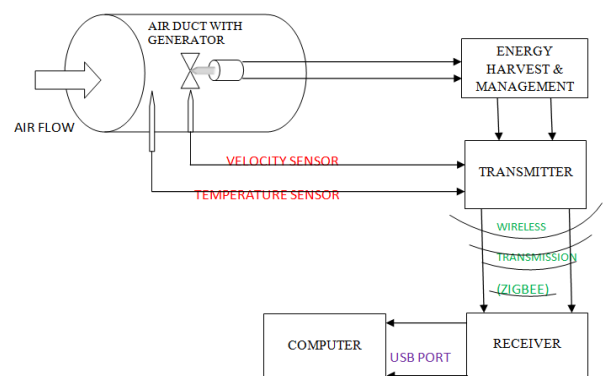 AIR DUCT WITH
GENERATOR
ENERGY
HARVEST &
MANAGEMENT
AIR FLOW
VELOCITY SENSOR
TRANSMITTER
TEMPERATURE SENSOR
WIRELESS
TRANSMISSION
(ZIGBEE)
COMPUTER
USB PORT
RECEIVER